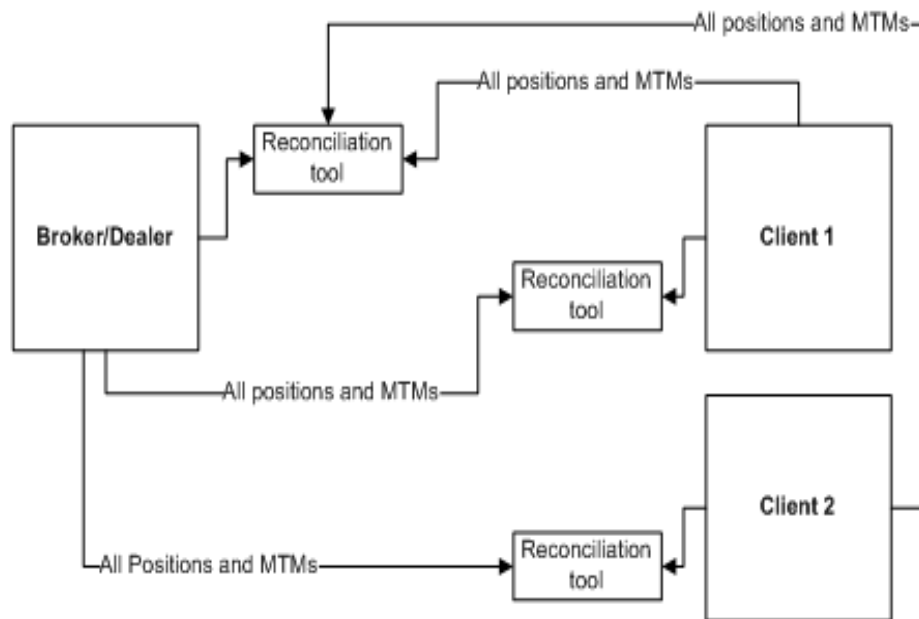 All positions and MTMs
All positions and MTMs
Reconciliation
tool
Broker/Dealer
Client 1
Reconciliation
tool
All positions and MTMs
Client 2
Reconciliation
tool
All Positions and MTMs